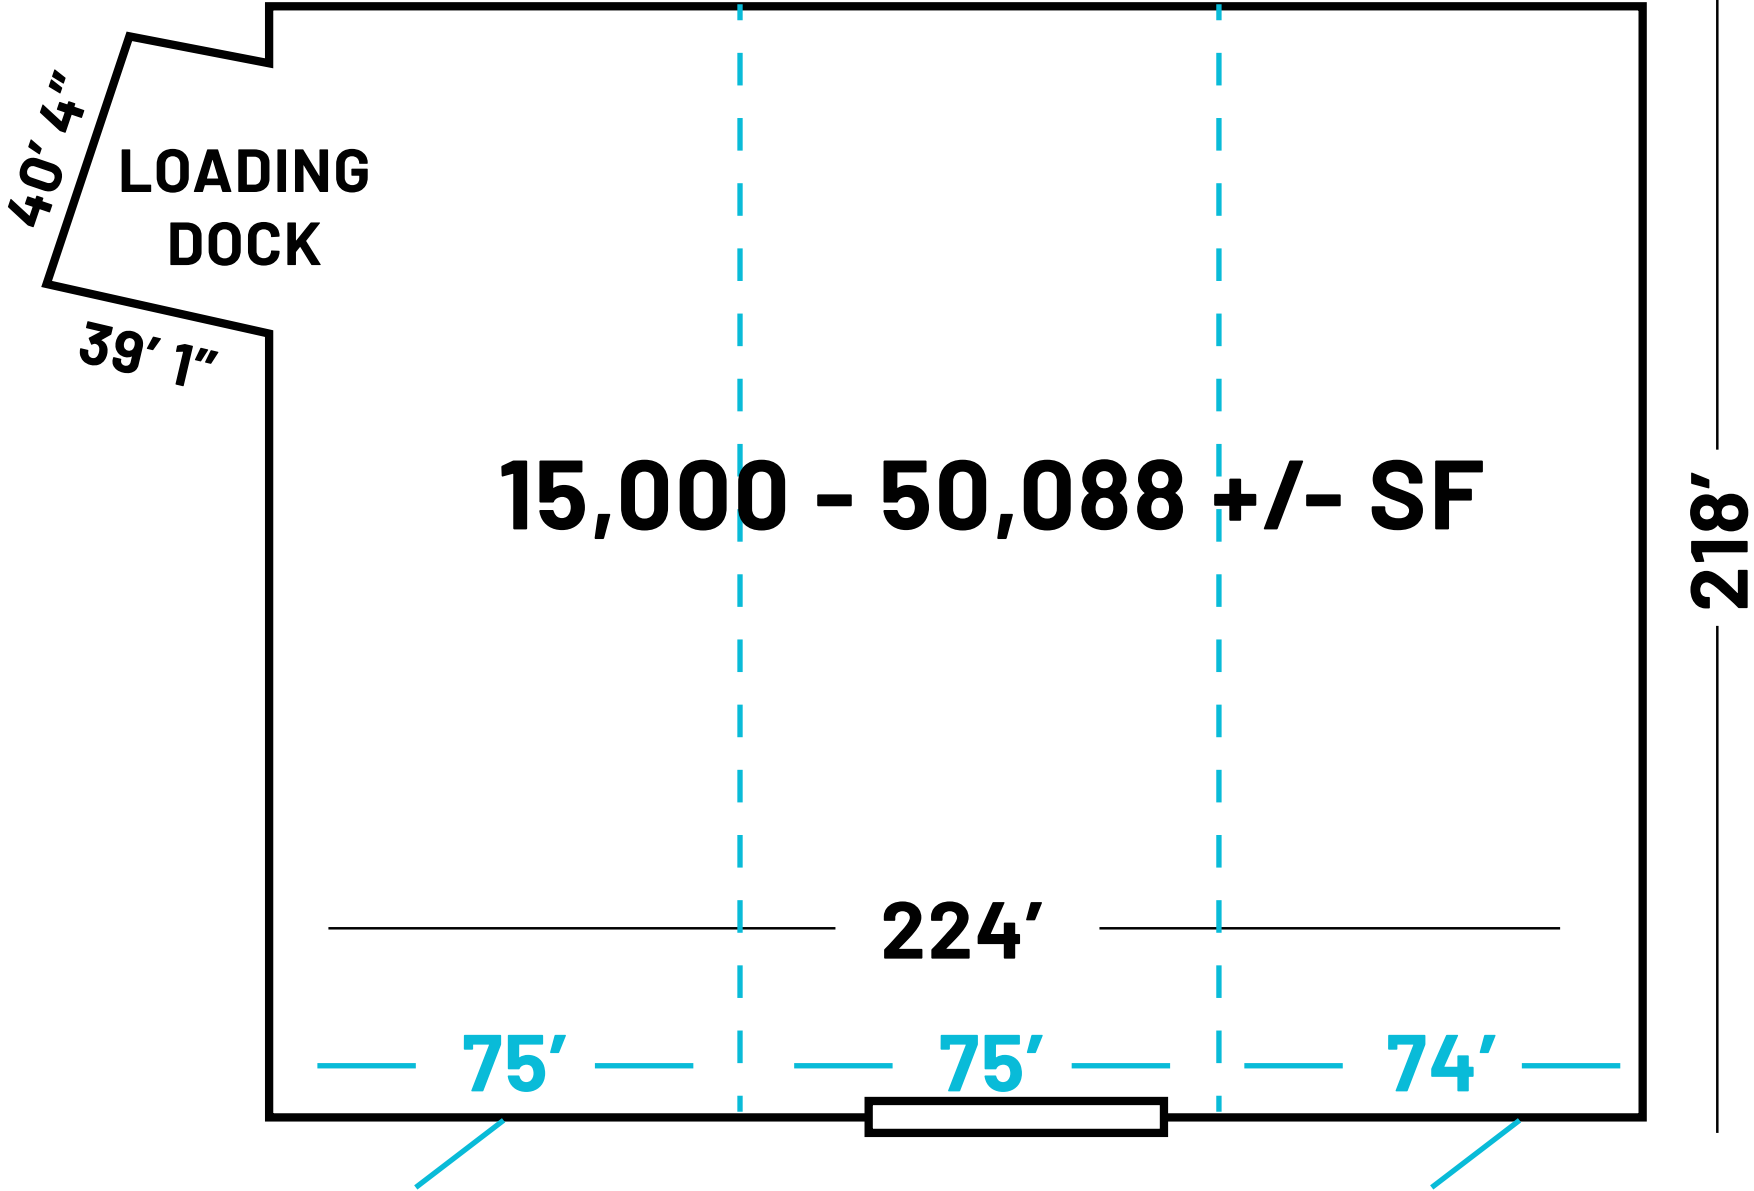 40′ 4″
LOADING
DOCK
39′ 1″
15,000 - 50,088 +/- SF
218′
224′
75′
75′
74′